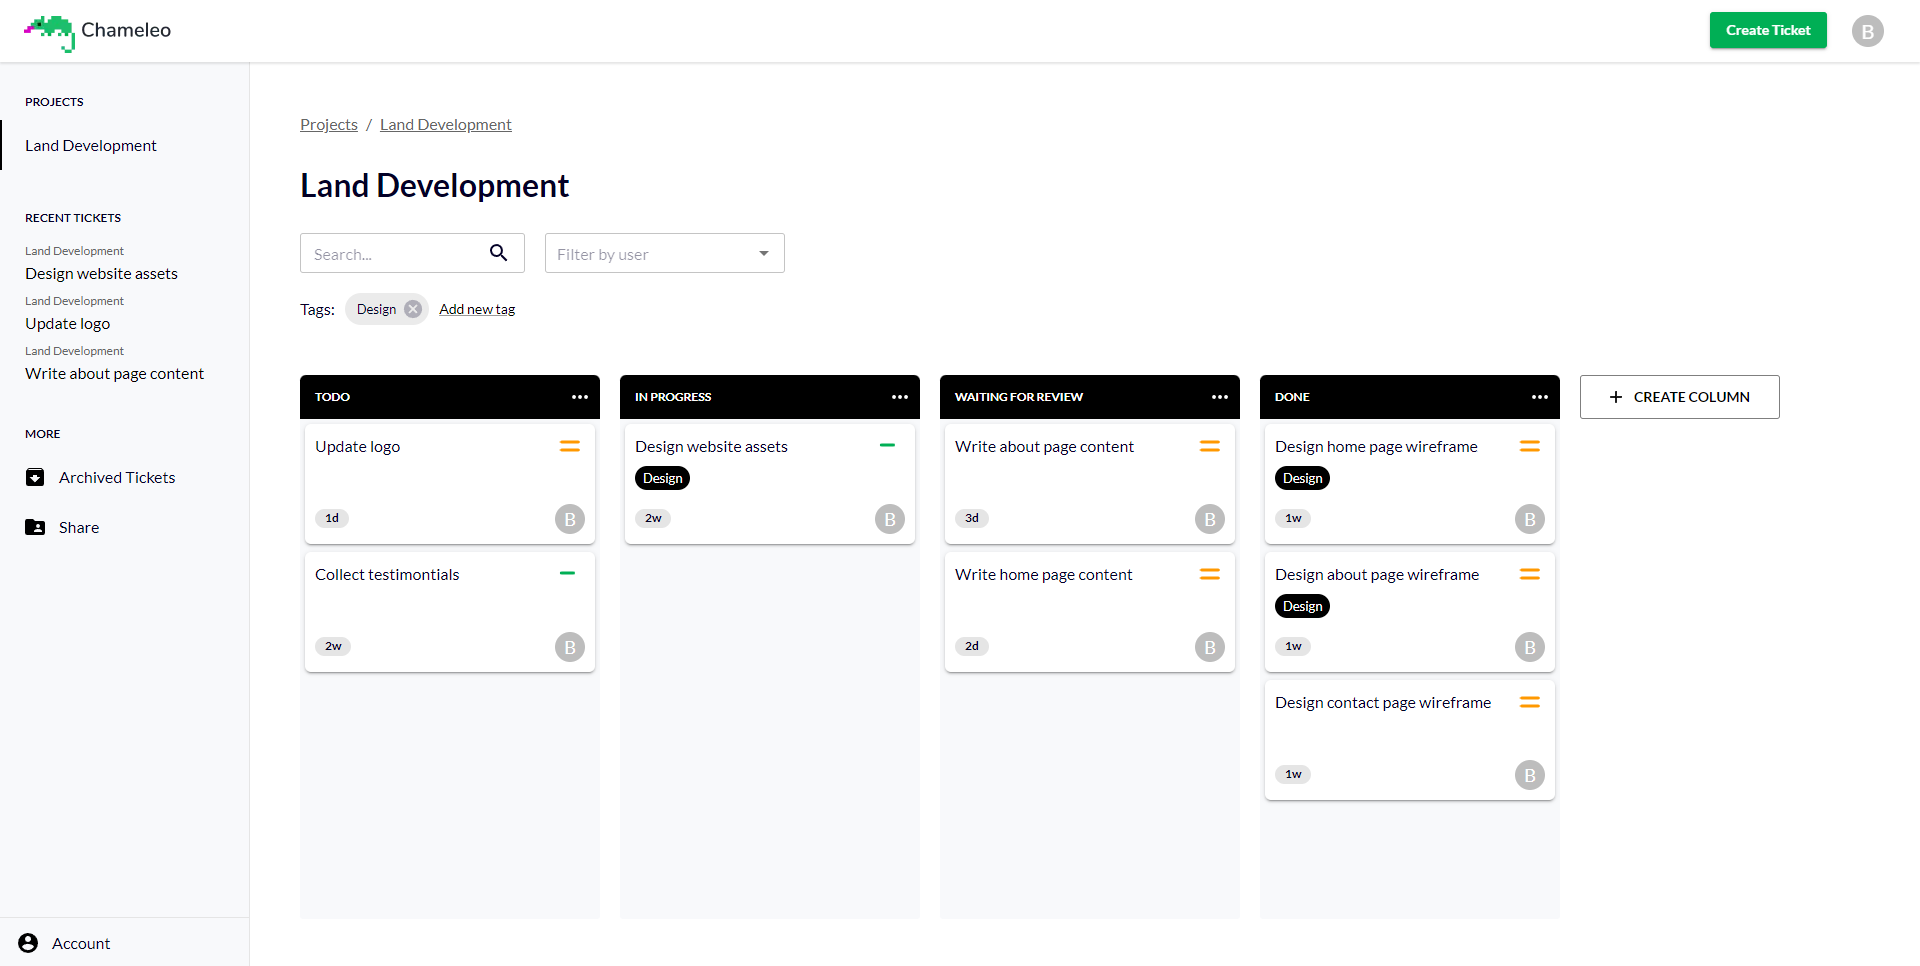 Chameleo
Create Ticket
B
PROJECTS
Land Development
RECENT TICKETS
Land Development
Design website assets
Land Development
Update logo
Land Development
Write about page content
MORE
Archived Tickets
Share
Account
Projects / Land Development
Land Development
Search...
Filter by user
Tags: Design Add new tag
TODO
Update logo
1d
B
Collect testimontials
2w
B
IN PROGRESS
Design website assets
Design
2w
B
WAITING FOR REVIEW
Write about page content
3d
B
Write home page content
2d
B
DONE
Design home page wireframe
Design
1w
B
Design about page wireframe
Design
1w
B
Design contact page wireframe
1w
B
+ CREATE COLUMN